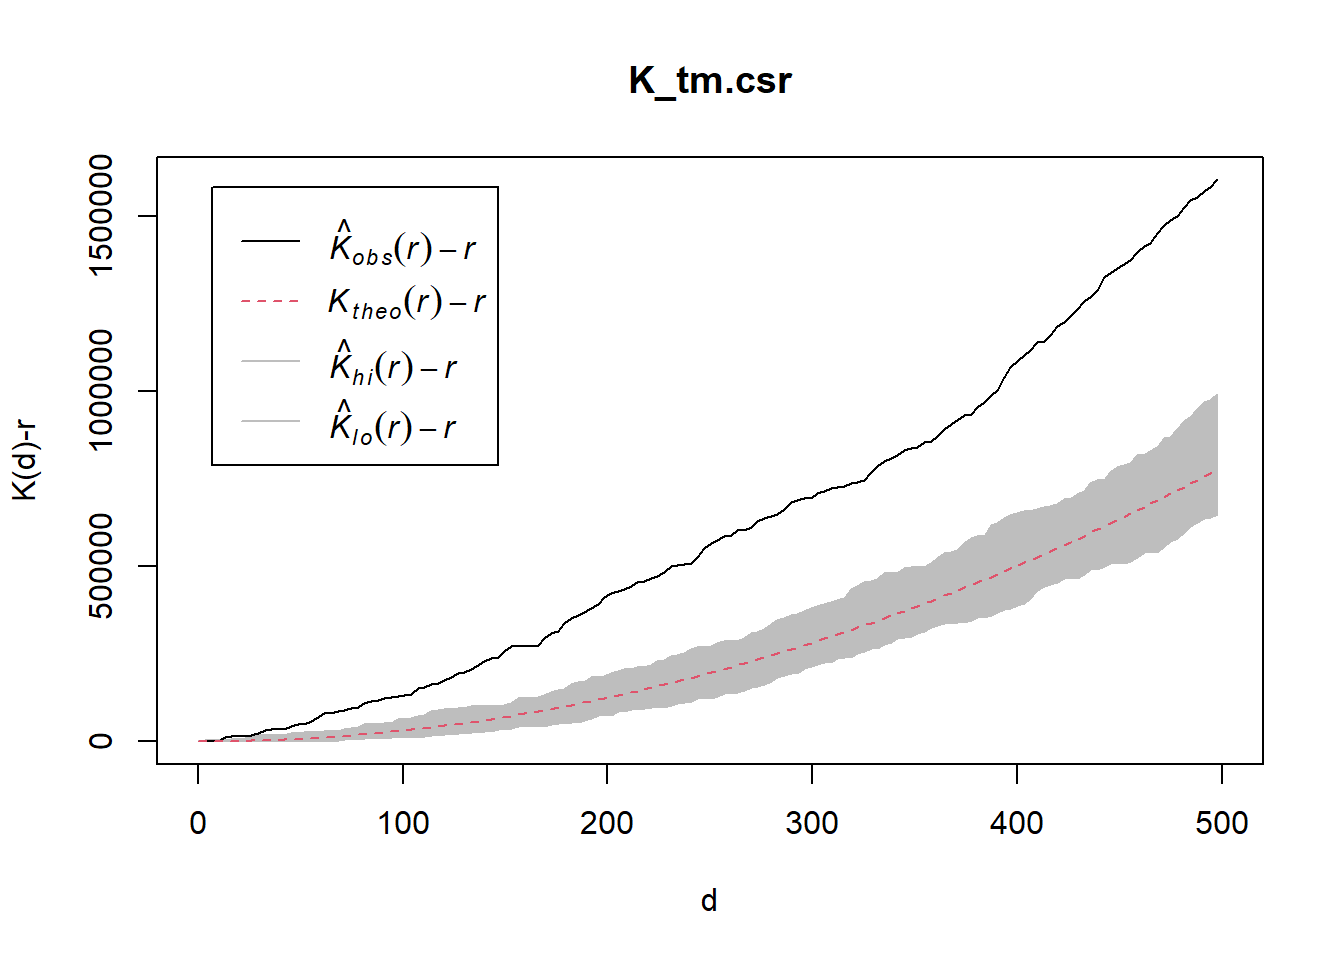 K_tm.csr
K(d)-r
1500000
1000000
500000
0
K̂obs(r) – r
Ktheo(r) – r
K̂hi(r) – r
K̂lo(r) – r
0 100 200 300 400 500
d